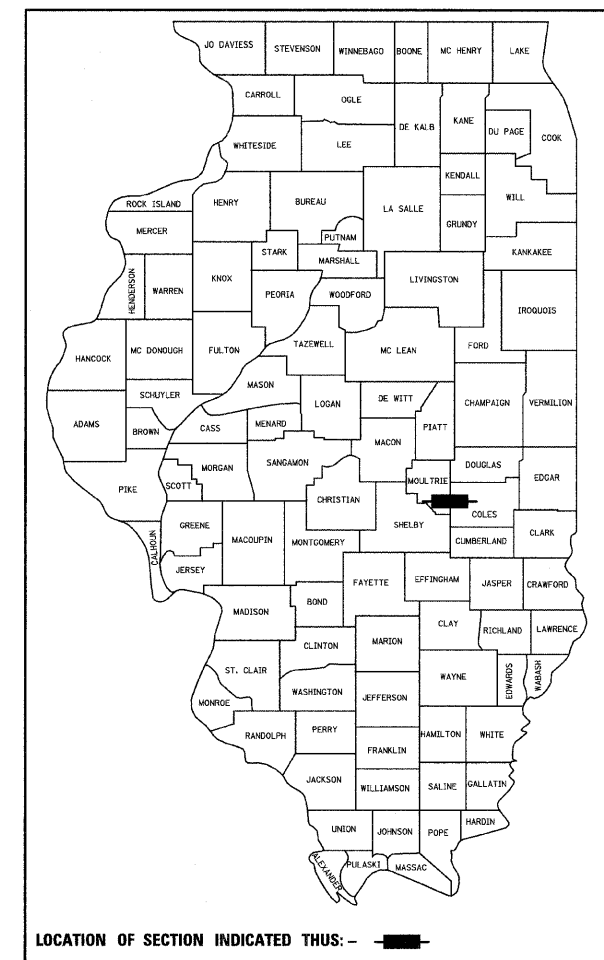 JO DAVIESS STEVENSON WINNEBAGO BOONE MC HENRY LAKE
CARROLL OGLE DE KALB KANE DU PAGE COOK
WHITESIDE LEE
KENDALL
ROCK ISLAND HENRY BUREAU LA SALLE WILL
MERCER PUTNAM GRUNDY
STARK MARSHALL KANKAKEE
HENDERSON WARREN KNOX PEORIA WOODFORD LIVINGSTON
IROQUOIS
HANCOCK MC DONOUGH FULTON TAZEWELL MC LEAN FORD
MASON
SCHUYLER LOGAN DE WITT CHAMPAIGN VERMILION
ADAMS BROWN CASS MENARD MACON PIATT
PIKE SCOTT MORGAN SANGAMON CHRISTIAN MOULTRIE DOUGLAS EDGAR
SHELBY COLES
CALHOUN GREENE MACOUPIN MONTGOMERY CUMBERLAND CLARK
JERSEY FAYETTE EFFINGHAM JASPER CRAWFORD
MADISON BOND
CLAY RICHLAND LAWRENCE
CLINTON MARION
ST. CLAIR WAYNE EDWARDS WABASH
WASHINGTON JEFFERSON
MONROE
RANDOLPH PERRY HAMILTON WHITE
FRANKLIN
JACKSON WILLIAMSON SALINE GALLATIN
UNION JOHNSON POPE HARDIN
ALEXANDER PULASKI MASSAC
LOCATION OF SECTION INDICATED THUS: -